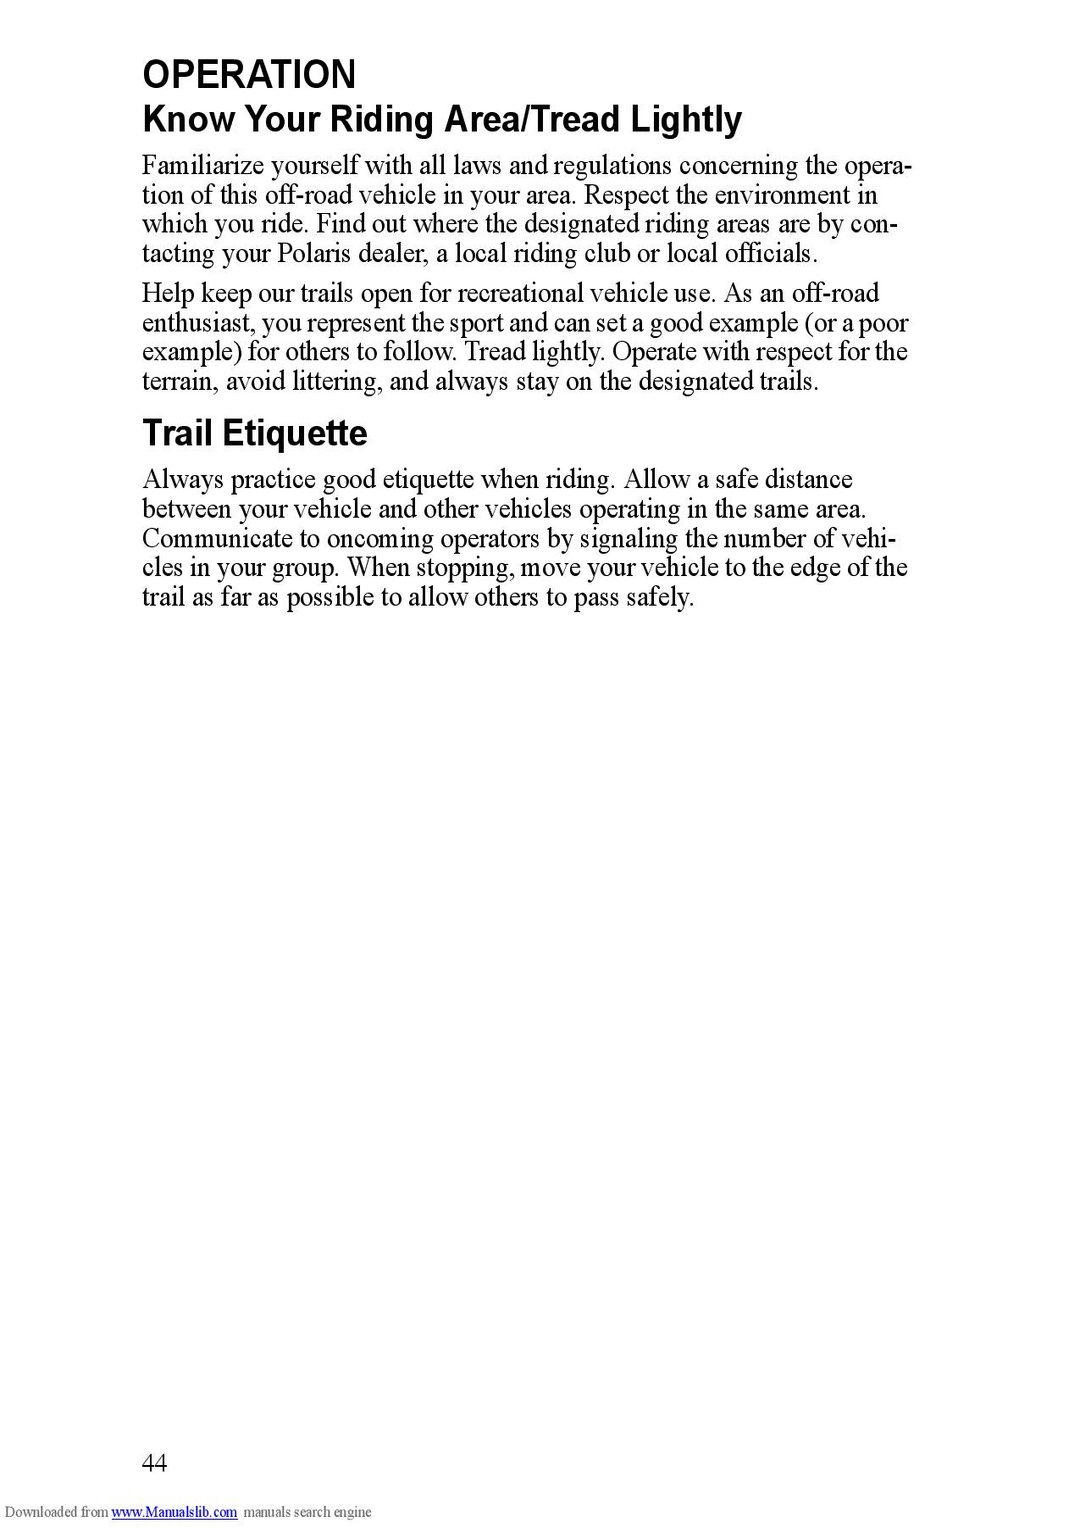 OPERATION
Know Your Riding Area/Tread Lightly
Familiarize yourself with all laws and regulations concerning the opera-
tion of this off-road vehicle in your area. Respect the environment in
which you ride. Find out where the designated riding areas are by con-
tacting your Polaris dealer, a local riding club or local officials.
Help keep our trails open for recreational vehicle use. As an off-road
enthusiast, you represent the sport and can set a good example (or a poor
example) for others to follow. Tread lightly. Operate with respect for the
terrain, avoid littering, and always stay on the designated trails.
Trail Etiquette
Always practice good etiquette when riding. Allow a safe distance
between your vehicle and other vehicles operating in the same area.
Communicate to oncoming operators by signaling the number of vehi-
cles in your group. When stopping, move your vehicle to the edge of the
trail as far as possible to allow others to pass safely.
44
Downloaded from www.Manualslib.com manuals search engine